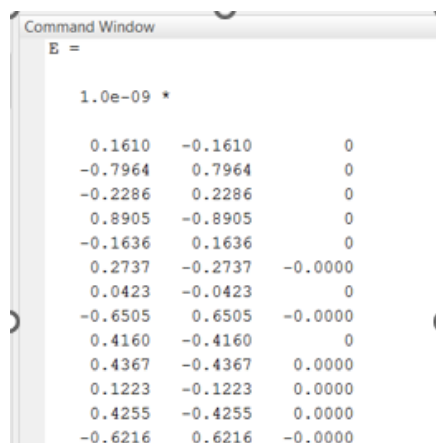 Command Window
E =
1.0e-09 *
0.1610 -0.1610 0
-0.7964 0.7964 0
-0.2286 0.2286 0
0.8905 -0.8905 0
-0.1636 0.1636 0
0.2737 -0.2737 -0.0000
0.0423 -0.0423 0
-0.6505 0.6505 -0.0000
0.4160 -0.4160 0
0.4367 -0.4367 0.0000
0.1223 -0.1223 0.0000
0.4255 -0.4255 0.0000
-0.6216 0.6216 -0.0000